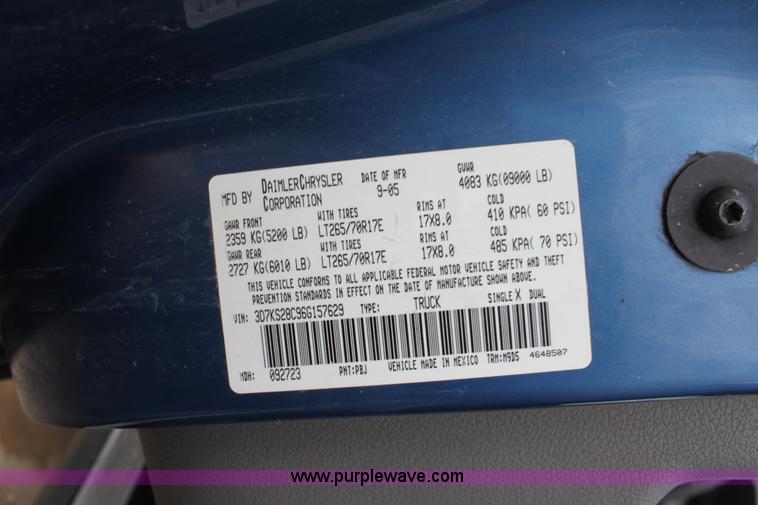 MFD BY DAIMLERCHRYSLER CORPORATION DATE OF MFR 9-05 GVWR 4083 KG(09000 LB)
GAWR FRONT WITH TIRES RIMS AT COLD
2359 KG(5200 LB) LT265/70R17E 17X8.0 410 KPA( 60 PSI)
GAWR REAR WITH TIRES RIMS AT COLD
2727 KG(6010 LB) LT265/70R17E 17X8.0 485 KPA( 70 PSI)
THIS VEHICLE CONFORMS TO ALL APPLICABLE FEDERAL MOTOR VEHICLE SAFETY AND THEFT
PREVENTION STANDARDS IN EFFECT ON THE DATE OF MANUFACTURE SHOWN ABOVE.
VIN: 3D7KS28C96G157629 TYPE: TRUCK SINGLE X DUAL
MDH: 092723 PNT:PBJ VEHICLE MADE IN MEXICO TRM:M9D5 4648507
www.purplewave.com